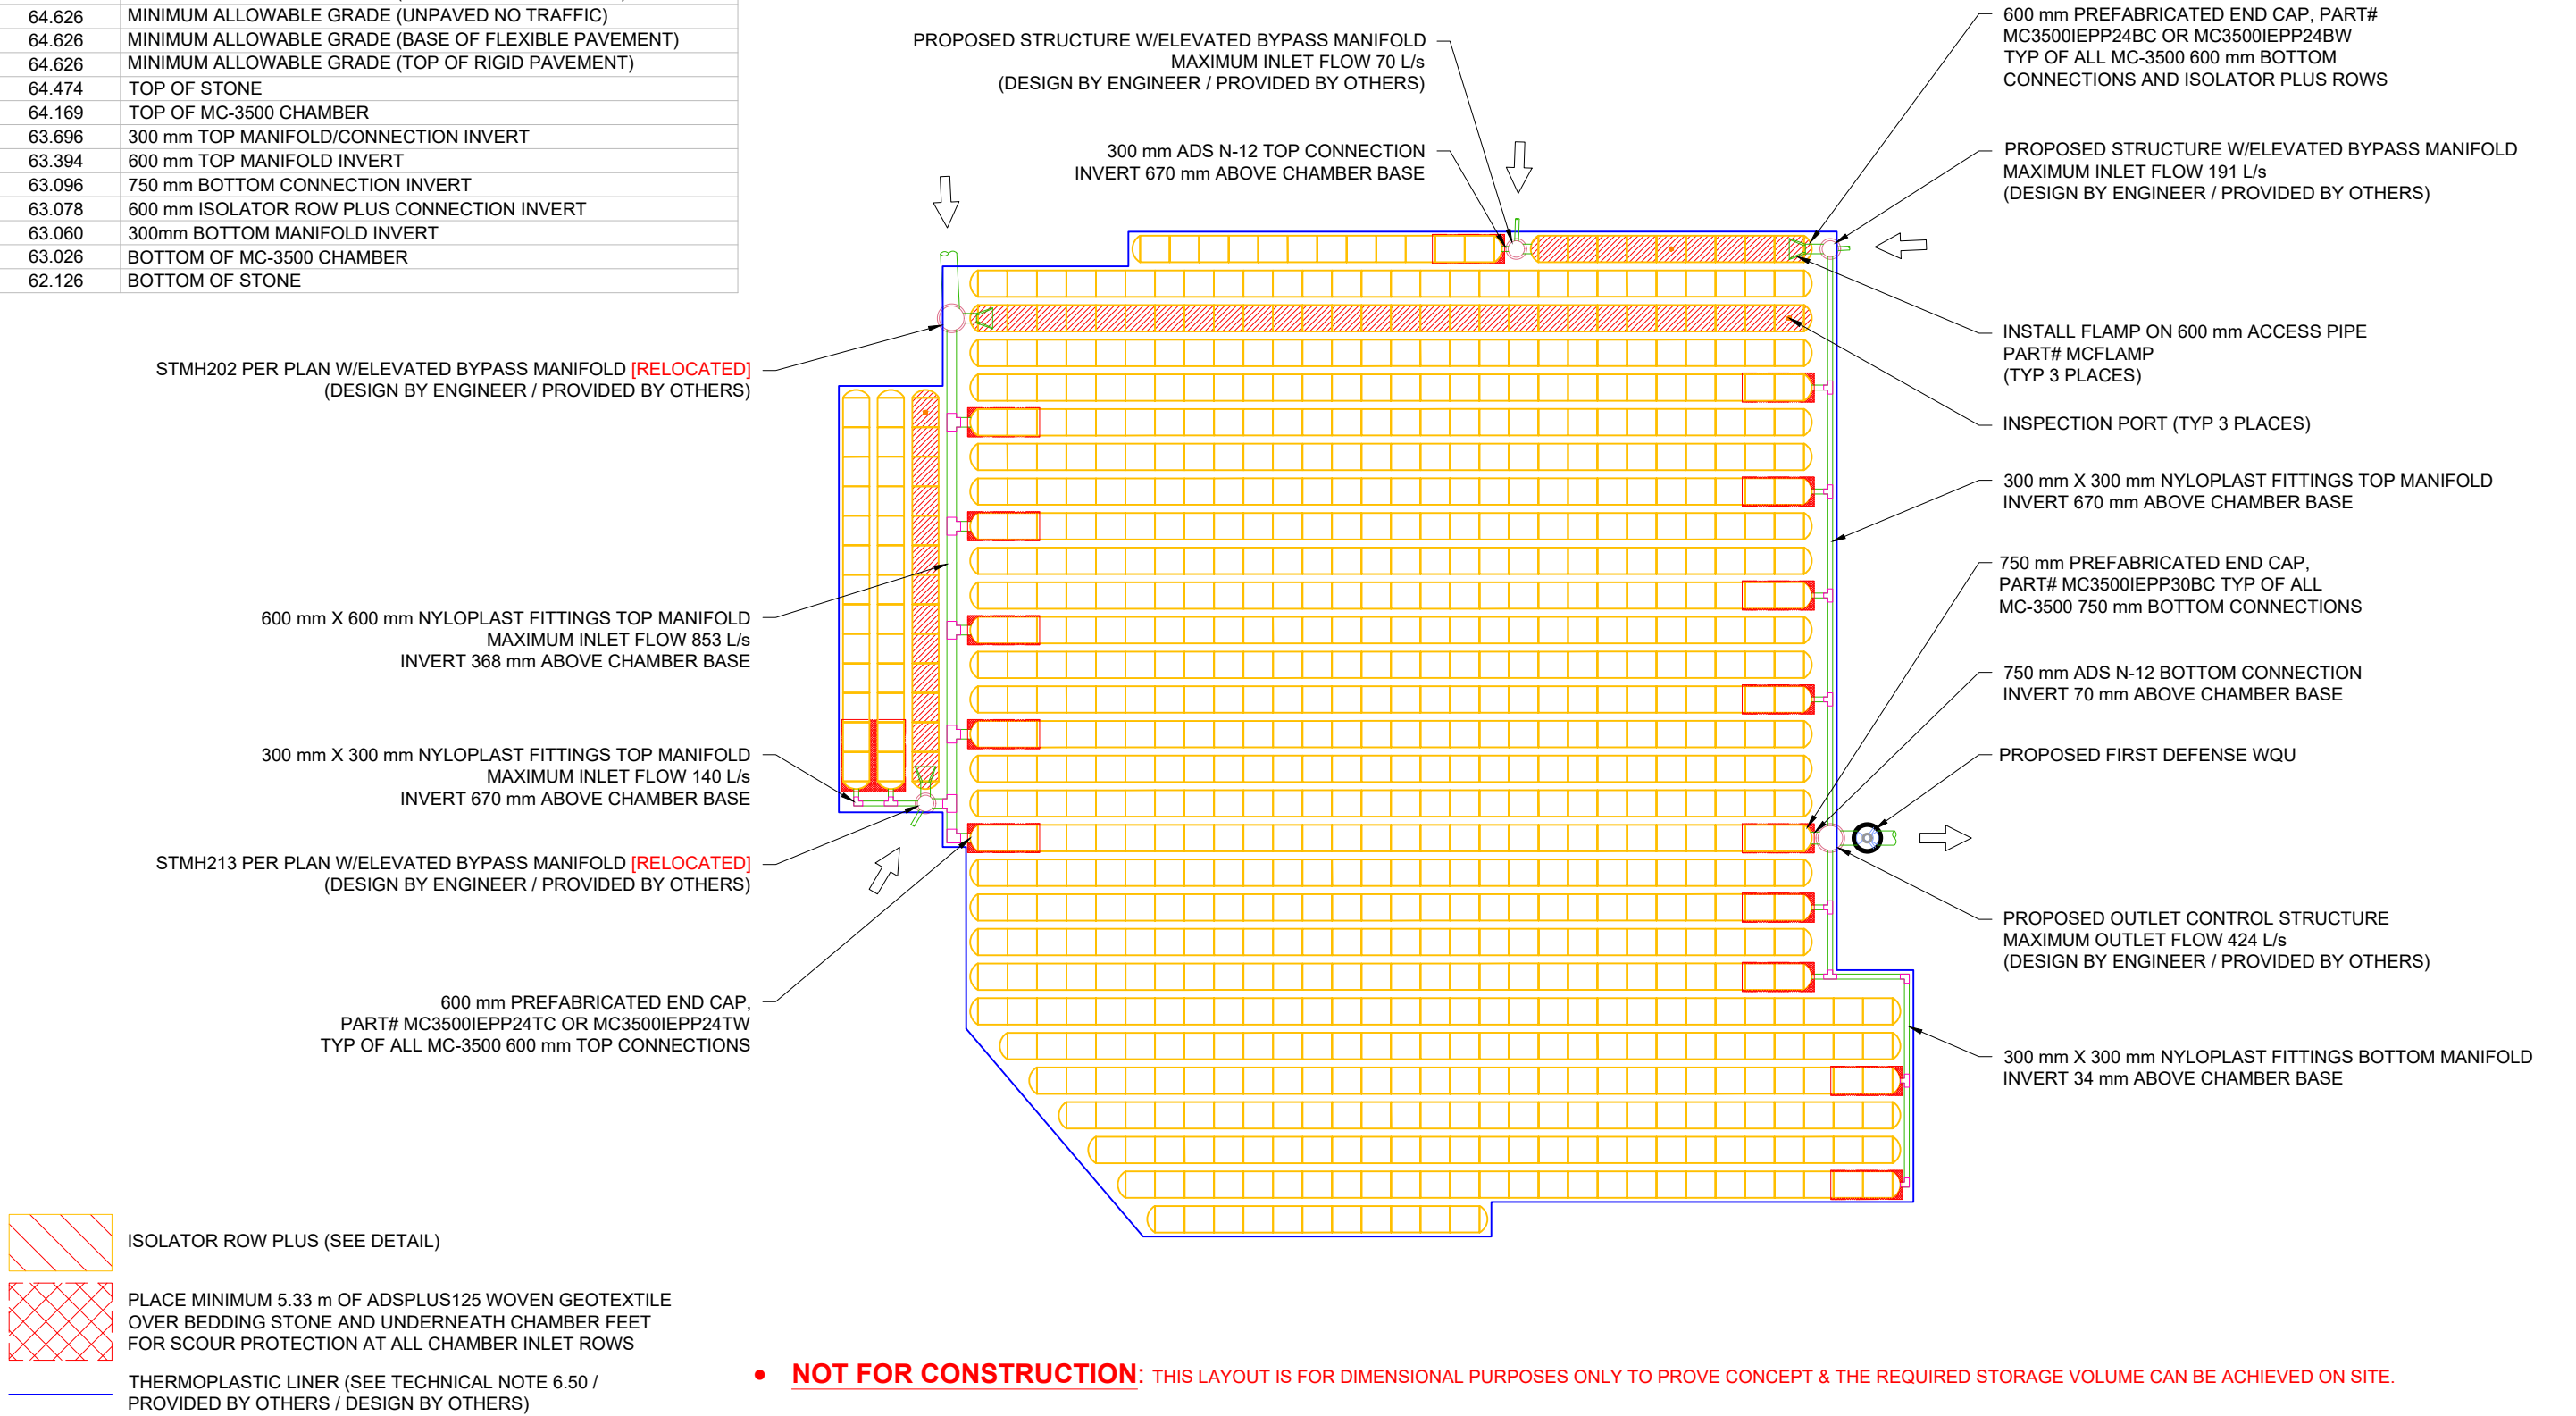 64.626 MINIMUM ALLOWABLE GRADE (UNPAVED NO TRAFFIC)
64.626 MINIMUM ALLOWABLE GRADE (BASE OF FLEXIBLE PAVEMENT)
64.626 MINIMUM ALLOWABLE GRADE (TOP OF RIGID PAVEMENT)
64.474 TOP OF STONE
64.169 TOP OF MC-3500 CHAMBER
63.696 300 mm TOP MANIFOLD/CONNECTION INVERT
63.394 600 mm TOP MANIFOLD INVERT
63.096 750 mm BOTTOM CONNECTION INVERT
63.078 600 mm ISOLATOR ROW PLUS CONNECTION INVERT
63.060 300mm BOTTOM MANIFOLD INVERT
63.026 BOTTOM OF MC-3500 CHAMBER
62.126 BOTTOM OF STONE
PROPOSED STRUCTURE W/ELEVATED BYPASS MANIFOLD
MAXIMUM INLET FLOW 70 L/s
(DESIGN BY ENGINEER / PROVIDED BY OTHERS)
300 mm ADS N-12 TOP CONNECTION
INVERT 670 mm ABOVE CHAMBER BASE
600 mm PREFABRICATED END CAP, PART#
MC3500IEPP24BC OR MC3500IEPP24BW
TYP OF ALL MC-3500 600 mm BOTTOM
CONNECTIONS AND ISOLATOR PLUS ROWS
PROPOSED STRUCTURE W/ELEVATED BYPASS MANIFOLD
MAXIMUM INLET FLOW 191 L/s
(DESIGN BY ENGINEER / PROVIDED BY OTHERS)
INSTALL FLAMP ON 600 mm ACCESS PIPE
PART# MCFLAMP
(TYP 3 PLACES)
INSPECTION PORT (TYP 3 PLACES)
300 mm X 300 mm NYLOPLAST FITTINGS TOP MANIFOLD
INVERT 670 mm ABOVE CHAMBER BASE
750 mm PREFABRICATED END CAP,
PART# MC3500IEPP30BC TYP OF ALL
MC-3500 750 mm BOTTOM CONNECTIONS
750 mm ADS N-12 BOTTOM CONNECTION
INVERT 70 mm ABOVE CHAMBER BASE
PROPOSED FIRST DEFENSE WQU
PROPOSED OUTLET CONTROL STRUCTURE
MAXIMUM OUTLET FLOW 424 L/s
(DESIGN BY ENGINEER / PROVIDED BY OTHERS)
300 mm X 300 mm NYLOPLAST FITTINGS BOTTOM MANIFOLD
INVERT 34 mm ABOVE CHAMBER BASE
STMH202 PER PLAN W/ELEVATED BYPASS MANIFOLD [RELOCATED]
(DESIGN BY ENGINEER / PROVIDED BY OTHERS)
600 mm X 600 mm NYLOPLAST FITTINGS TOP MANIFOLD
MAXIMUM INLET FLOW 853 L/s
INVERT 368 mm ABOVE CHAMBER BASE
300 mm X 300 mm NYLOPLAST FITTINGS TOP MANIFOLD
MAXIMUM INLET FLOW 140 L/s
INVERT 670 mm ABOVE CHAMBER BASE
STMH213 PER PLAN W/ELEVATED BYPASS MANIFOLD [RELOCATED]
(DESIGN BY ENGINEER / PROVIDED BY OTHERS)
600 mm PREFABRICATED END CAP,
PART# MC3500IEPP24TC OR MC3500IEPP24TW
TYP OF ALL MC-3500 600 mm TOP CONNECTIONS
ISOLATOR ROW PLUS (SEE DETAIL)
PLACE MINIMUM 5.33 m OF ADSPLUS125 WOVEN GEOTEXTILE
OVER BEDDING STONE AND UNDERNEATH CHAMBER FEET
FOR SCOUR PROTECTION AT ALL CHAMBER INLET ROWS
THERMOPLASTIC LINER (SEE TECHNICAL NOTE 6.50 /
PROVIDED BY OTHERS / DESIGN BY OTHERS)
• NOT FOR CONSTRUCTION: THIS LAYOUT IS FOR DIMENSIONAL PURPOSES ONLY TO PROVE CONCEPT & THE REQUIRED STORAGE VOLUME CAN BE ACHIEVED ON SITE.